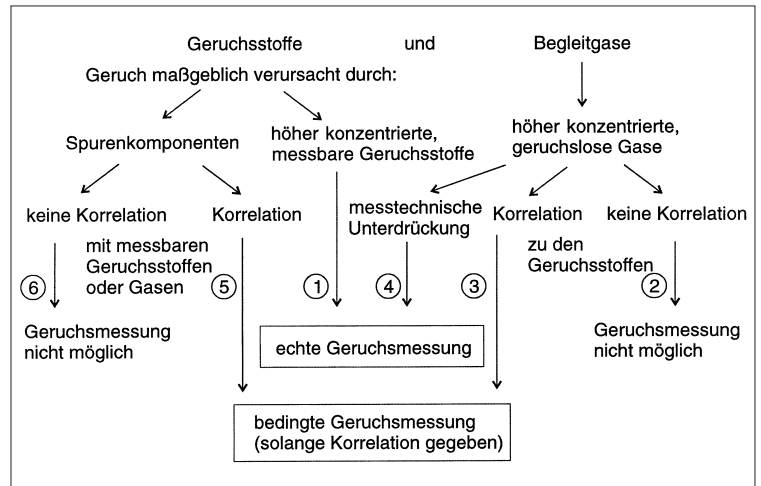 Geruchsstoffe und Begleitgase
Geruch maßgeblich verursacht durch:
Spurenkomponenten
höher konzentrierte,
messbare Geruchsstoffe
höher konzentrierte,
geruchslose Gase
keine Korrelation
Korrelation
mit messbaren
Geruchsstoffen
oder Gasen
messtechnische
Unterdrückung
Korrelation
keine Korrelation
zu den
Geruchsstoffen
6
5
1
4
3
2
Geruchsmessung
nicht möglich
echte Geruchsmessung
Geruchsmessung
nicht möglich
bedingte Geruchsmessung
(solange Korrelation gegeben)